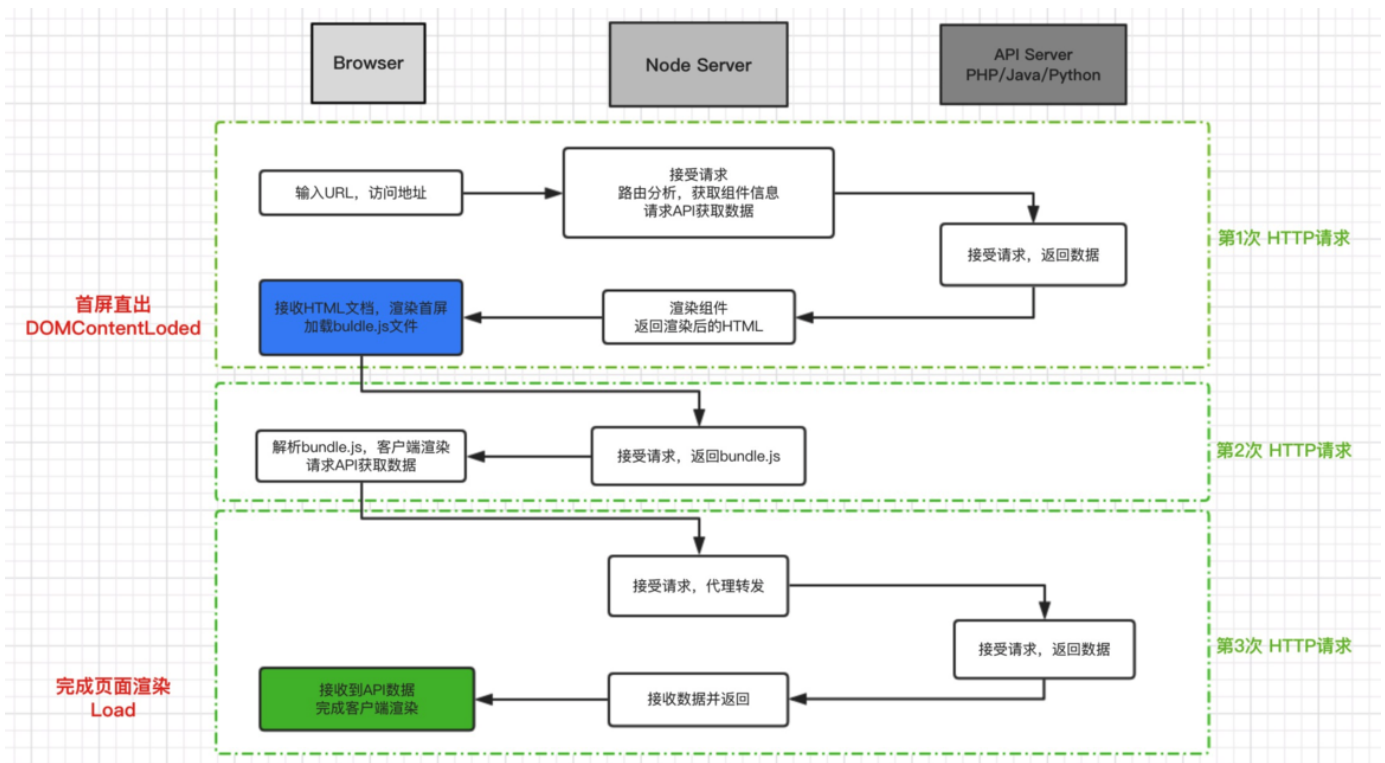 Browser
Node Server
API Server
PHP/Java/Python
输入URL，访问地址
接受请求
路由分析，获取组件信息
请求API获取数据
接受请求，返回数据
第1次 HTTP请求
首屏直出
DOMContentLoded
接收HTML文档，渲染首屏
加载buldle.js文件
渲染组件
返回渲染后的HTML
解析bundle.js，客户端渲染
请求API获取数据
接受请求，返回bundle.js
第2次 HTTP请求
接受请求，代理转发
接受请求，返回数据
第3次 HTTP请求
完成页面渲染
Load
接收到API数据
完成客户端渲染
接收数据并返回